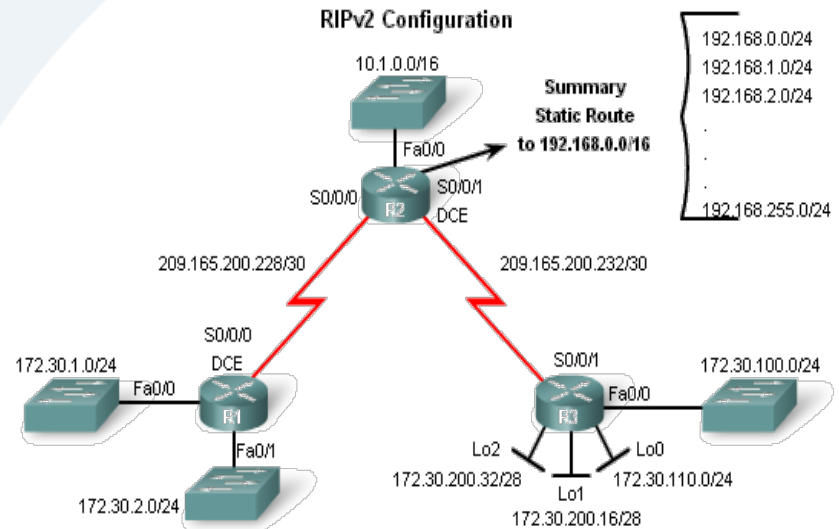 RIPv2 Configuration
10.1.0.0/16
Summary
Static Route
to 192.168.0.0/16
192.168.0.0/24
192.168.1.0/24
192.168.2.0/24
.
.
.
192.168.255.0/24
Fa0/0
S0/0/0
S0/0/1
R2
DCE
209.165.200.228/30
209.165.200.232/30
S0/0/0
DCE
172.30.1.0/24
Fa0/0
R1
Fa0/1
172.30.2.0/24
S0/0/1
172.30.100.0/24
Fa0/0
R3
Lo2
Lo0
172.30.200.32/28
172.30.110.0/24
Lo1
172.30.200.16/28